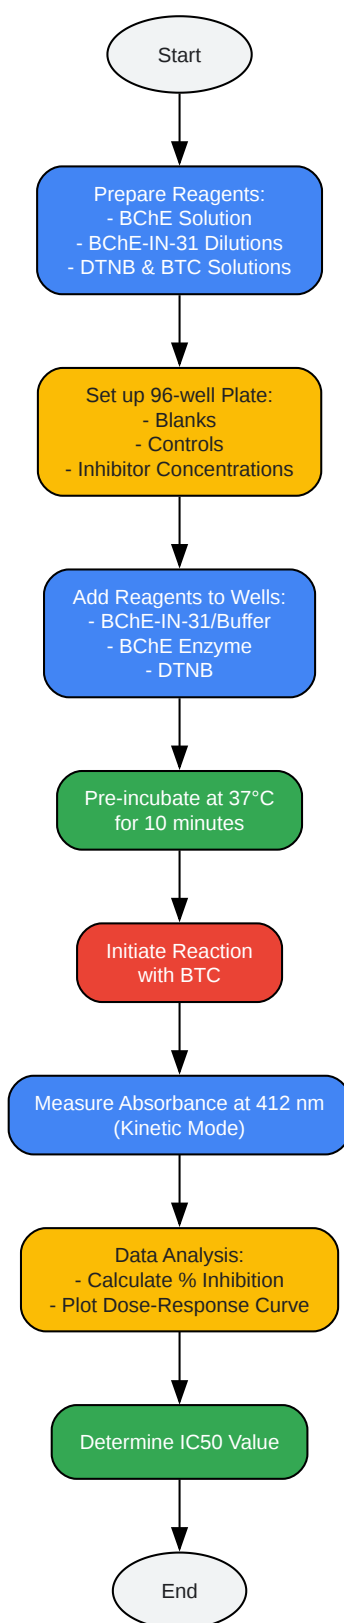 Start
Prepare Reagents:
- BChE Solution
- BChE-IN-31 Dilutions
- DTNB & BTC Solutions
Set up 96-well Plate:
- Blanks
- Controls
- Inhibitor Concentrations
Add Reagents to Wells:
- BChE-IN-31/Buffer
- BChE Enzyme
- DTNB
Pre-incubate at 37°C
for 10 minutes
Initiate Reaction
with BTC
Measure Absorbance at 412 nm
(Kinetic Mode)
Data Analysis:
- Calculate % Inhibition
- Plot Dose-Response Curve
Determine IC50 Value
End